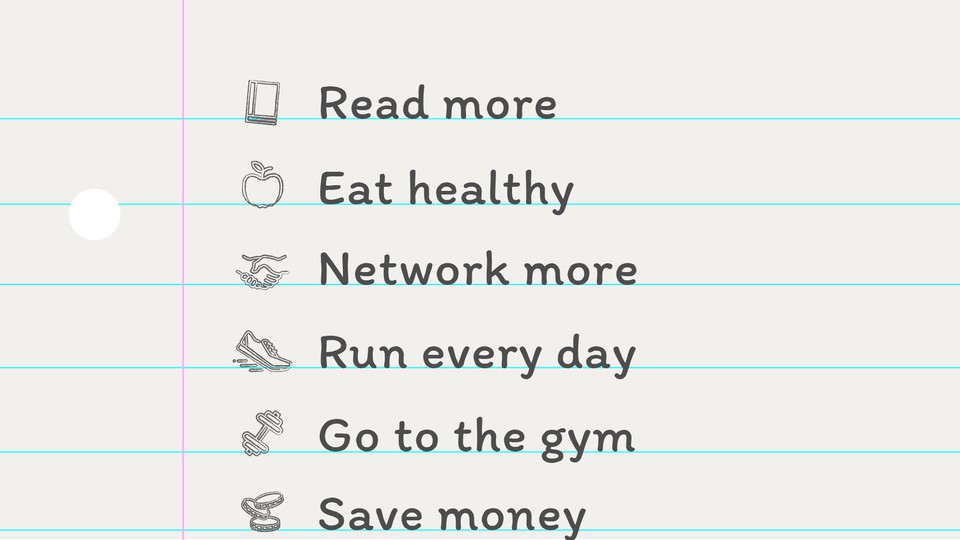 Read more
Eat healthy
Network more
Run every day
Go to the gym
Save money